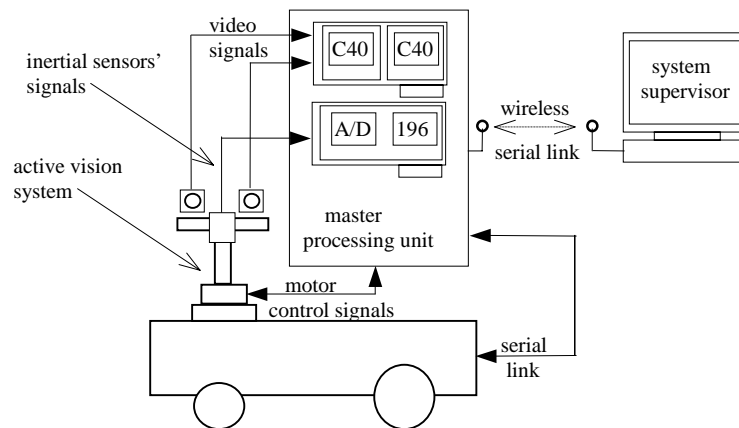 video
signals
C40
C40
inertial sensors’
signals
system
supervisor
A/D
196
wireless
serial link
active vision
system
master
processing unit
motor
control signals
serial
link